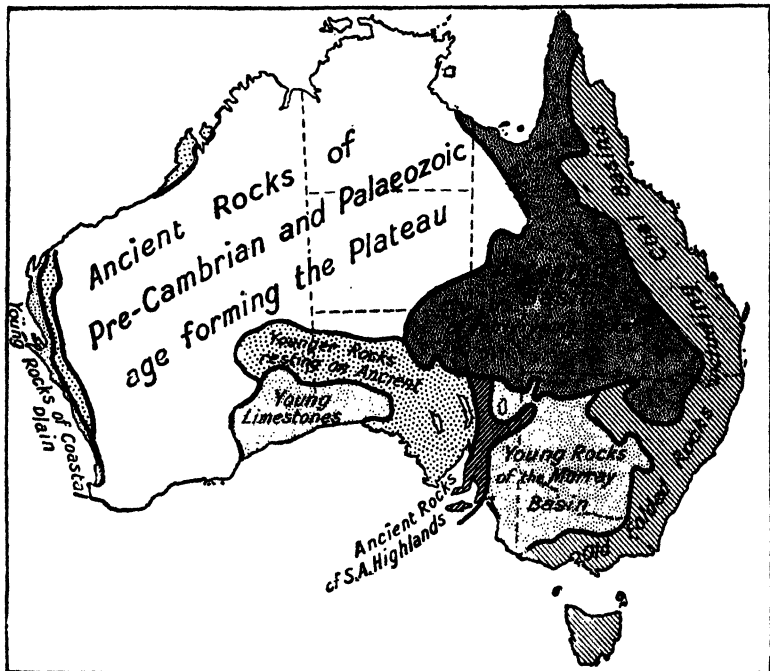 Ancient Rocks of
Pre-Cambrian and Palaeozoic
age forming the Plateau
Younger Rocks
resting on Ancient
Young
Limestones
Young Rocks of Coastal
plain
Ancient Rocks
of S.A. Highlands
Young Rocks
of the Murray
Basin
Old Folded Rocks including Coal Basins